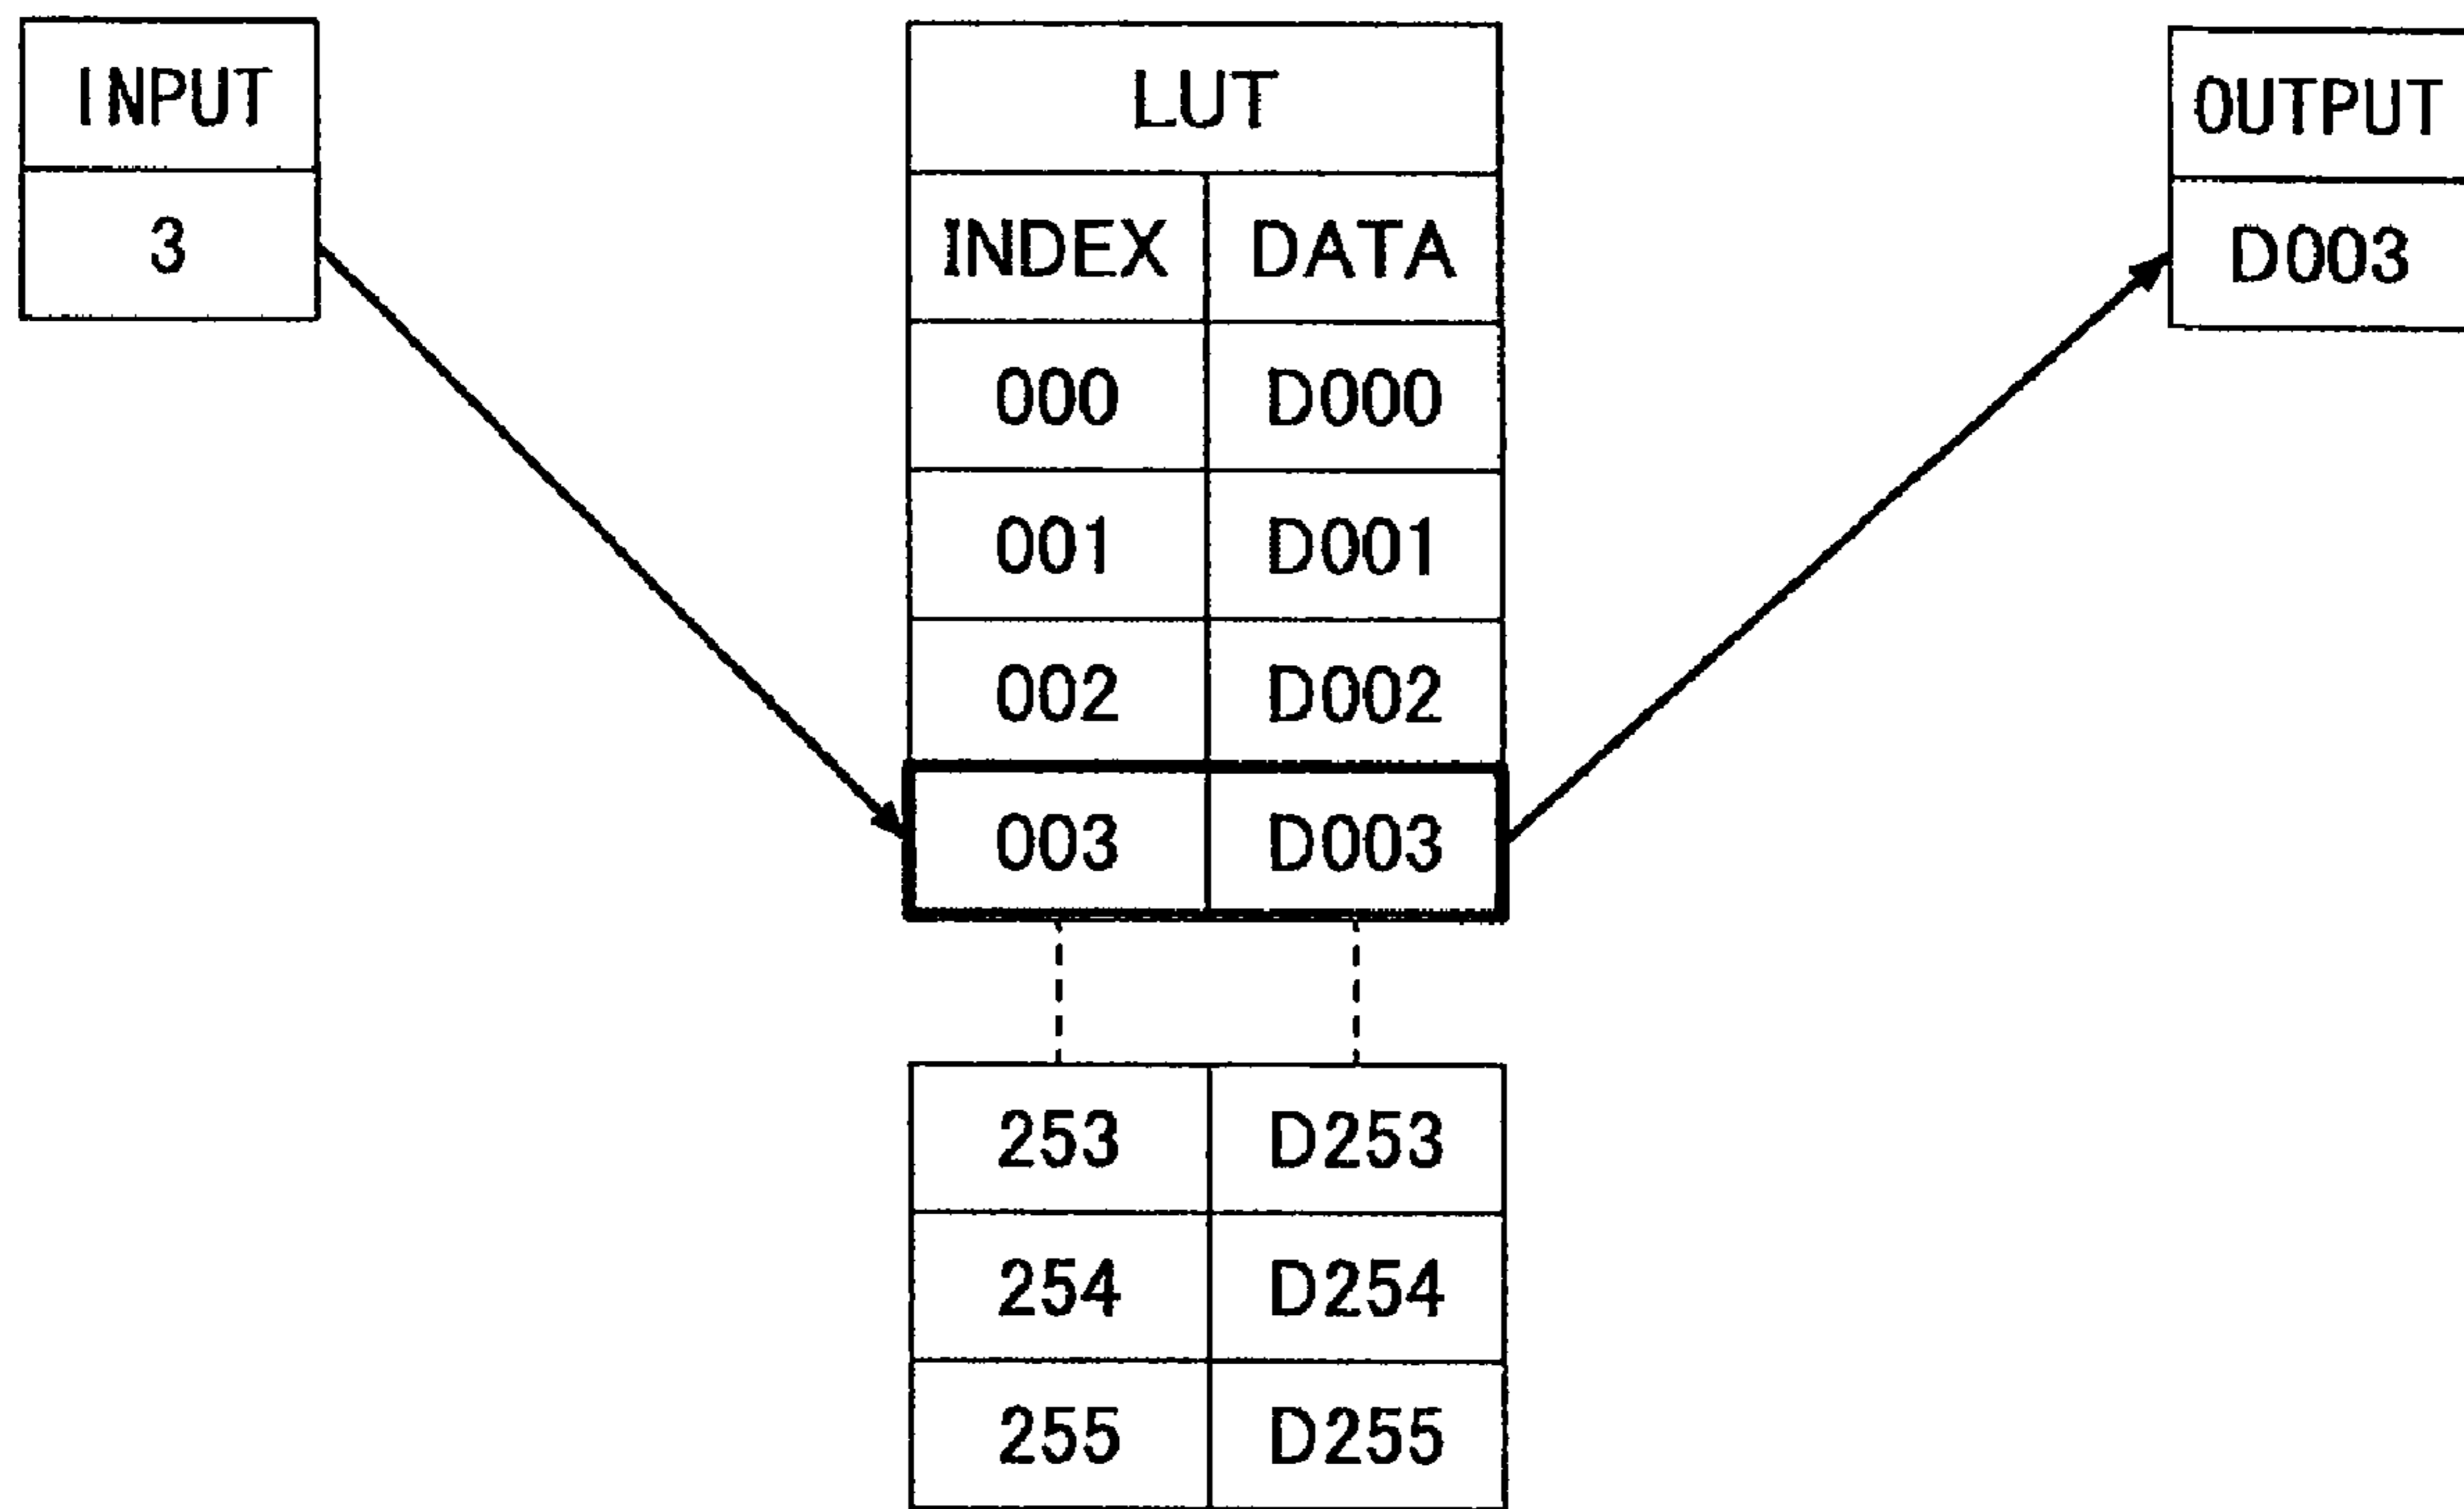 INPUT
3
LUT
INDEX DATA
000 D000
001 D001
002 D002
003 D003
253 D253
254 D254
255 D255
OUTPUT
D003